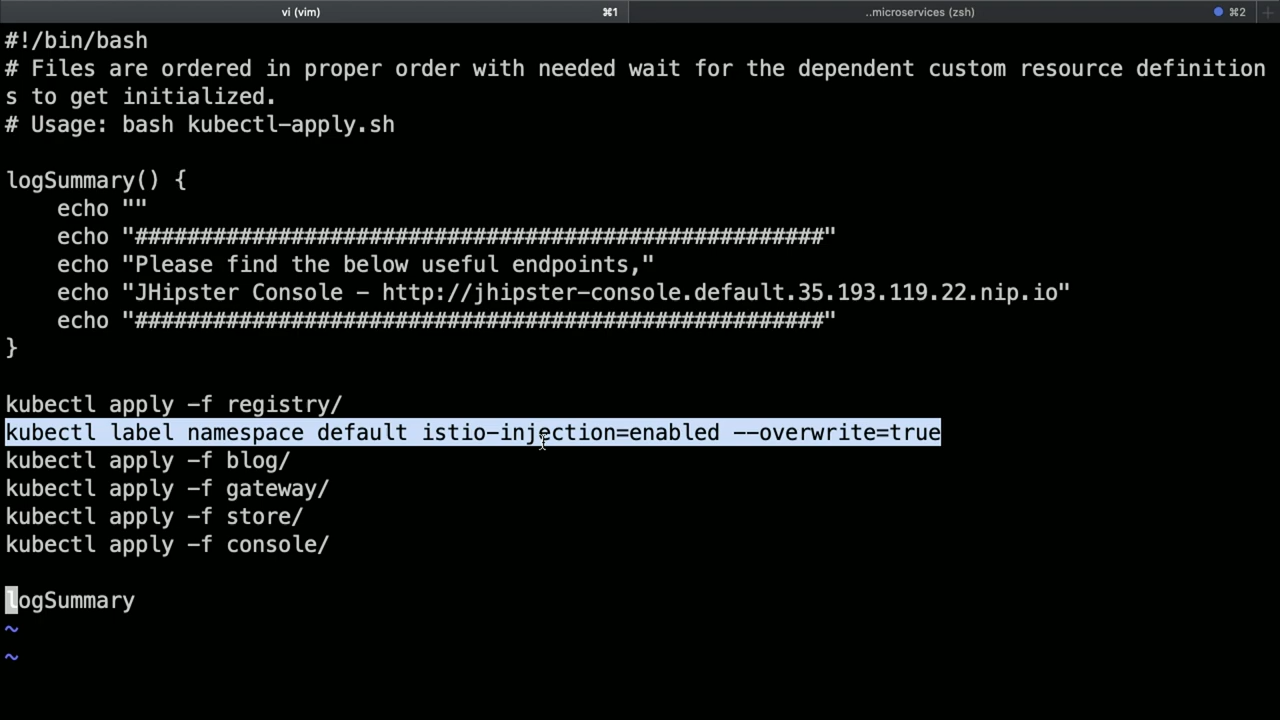 vi (vim)
⌘1
..microservices (zsh)
⌘2
#!/bin/bash
# Files are ordered in proper order with needed wait for the dependent custom resource definition
s to get initialized.
# Usage: bash kubectl-apply.sh
logSummary() {
    echo ""
    echo "#####################################################"
    echo "Please find the below useful endpoints,"
    echo "JHipster Console - http://jhipster-console.default.35.193.119.22.nip.io"
    echo "#####################################################"
}
kubectl apply -f registry/
kubectl label namespace default istio-injection=enabled --overwrite=true
kubectl apply -f blog/
kubectl apply -f gateway/
kubectl apply -f store/
kubectl apply -f console/
logSummary
~
~